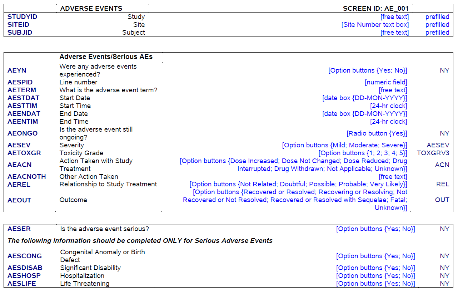 ADVERSE EVENTS SCREEN ID: AE_001
STUDYID Study [free text] prefilled
SITEID Site [Site Number text box] prefilled
SUBJID Subject [free text] prefilled
Adverse Events/Serious AEs
AEYN Were any adverse events experienced? [Option buttons {Yes; No}] NY
AESPID Line number [numeric field]
AETERM What is the adverse event term? [free text]
AESTDAT Start Date [date box {DD-MON-YYYY}]
AESTTIM Start Time [24-hr clock]
AEENDAT End Date [date box {DD-MON-YYYY}]
AEENTIM End Time [24-hr clock]
AEONGO Is the adverse event still ongoing? [Radio button {Yes}] NY
AESEV Severity [Option buttons {Mild; Moderate; Severe}] AESEV
AETOXGR Toxicity Grade [Option buttons {1, 2, 3, 4, 5}] TOXGRV3
AEACN Action Taken with Study Treatment [Option buttons {Dose Increased; Dose Not Changed; Dose Reduced; Drug Interrupted; Drug Withdrawn; Not Applicable; Unknown}] ACN
AEACNOTH Other Action Taken [free text]
AEREL Relationship to Study Treatment [Option buttons {Not Related; Doubtful; Possible; Probable; Very Likely}] REL
AEOUT Outcome [Option buttons {Recovered or Resolved; Recovering or Resolving; Not Recovered or Not Resolved; Recovered or Resolved with Sequelae; Fatal; Unknown}] OUT
AESER Is the adverse event serious? [Option buttons {Yes; No}] NY
The following information should be completed ONLY for Serious Adverse Events
AESCONG Congenital Anomaly or Birth Defect [Option buttons {Yes; No}] NY
AESDISAB Significant Disability [Option buttons {Yes; No}] NY
AESHOSP Hospitalization [Option buttons {Yes; No}] NY
AESLIFE Life Threatening [Option buttons {Yes; No}] NY